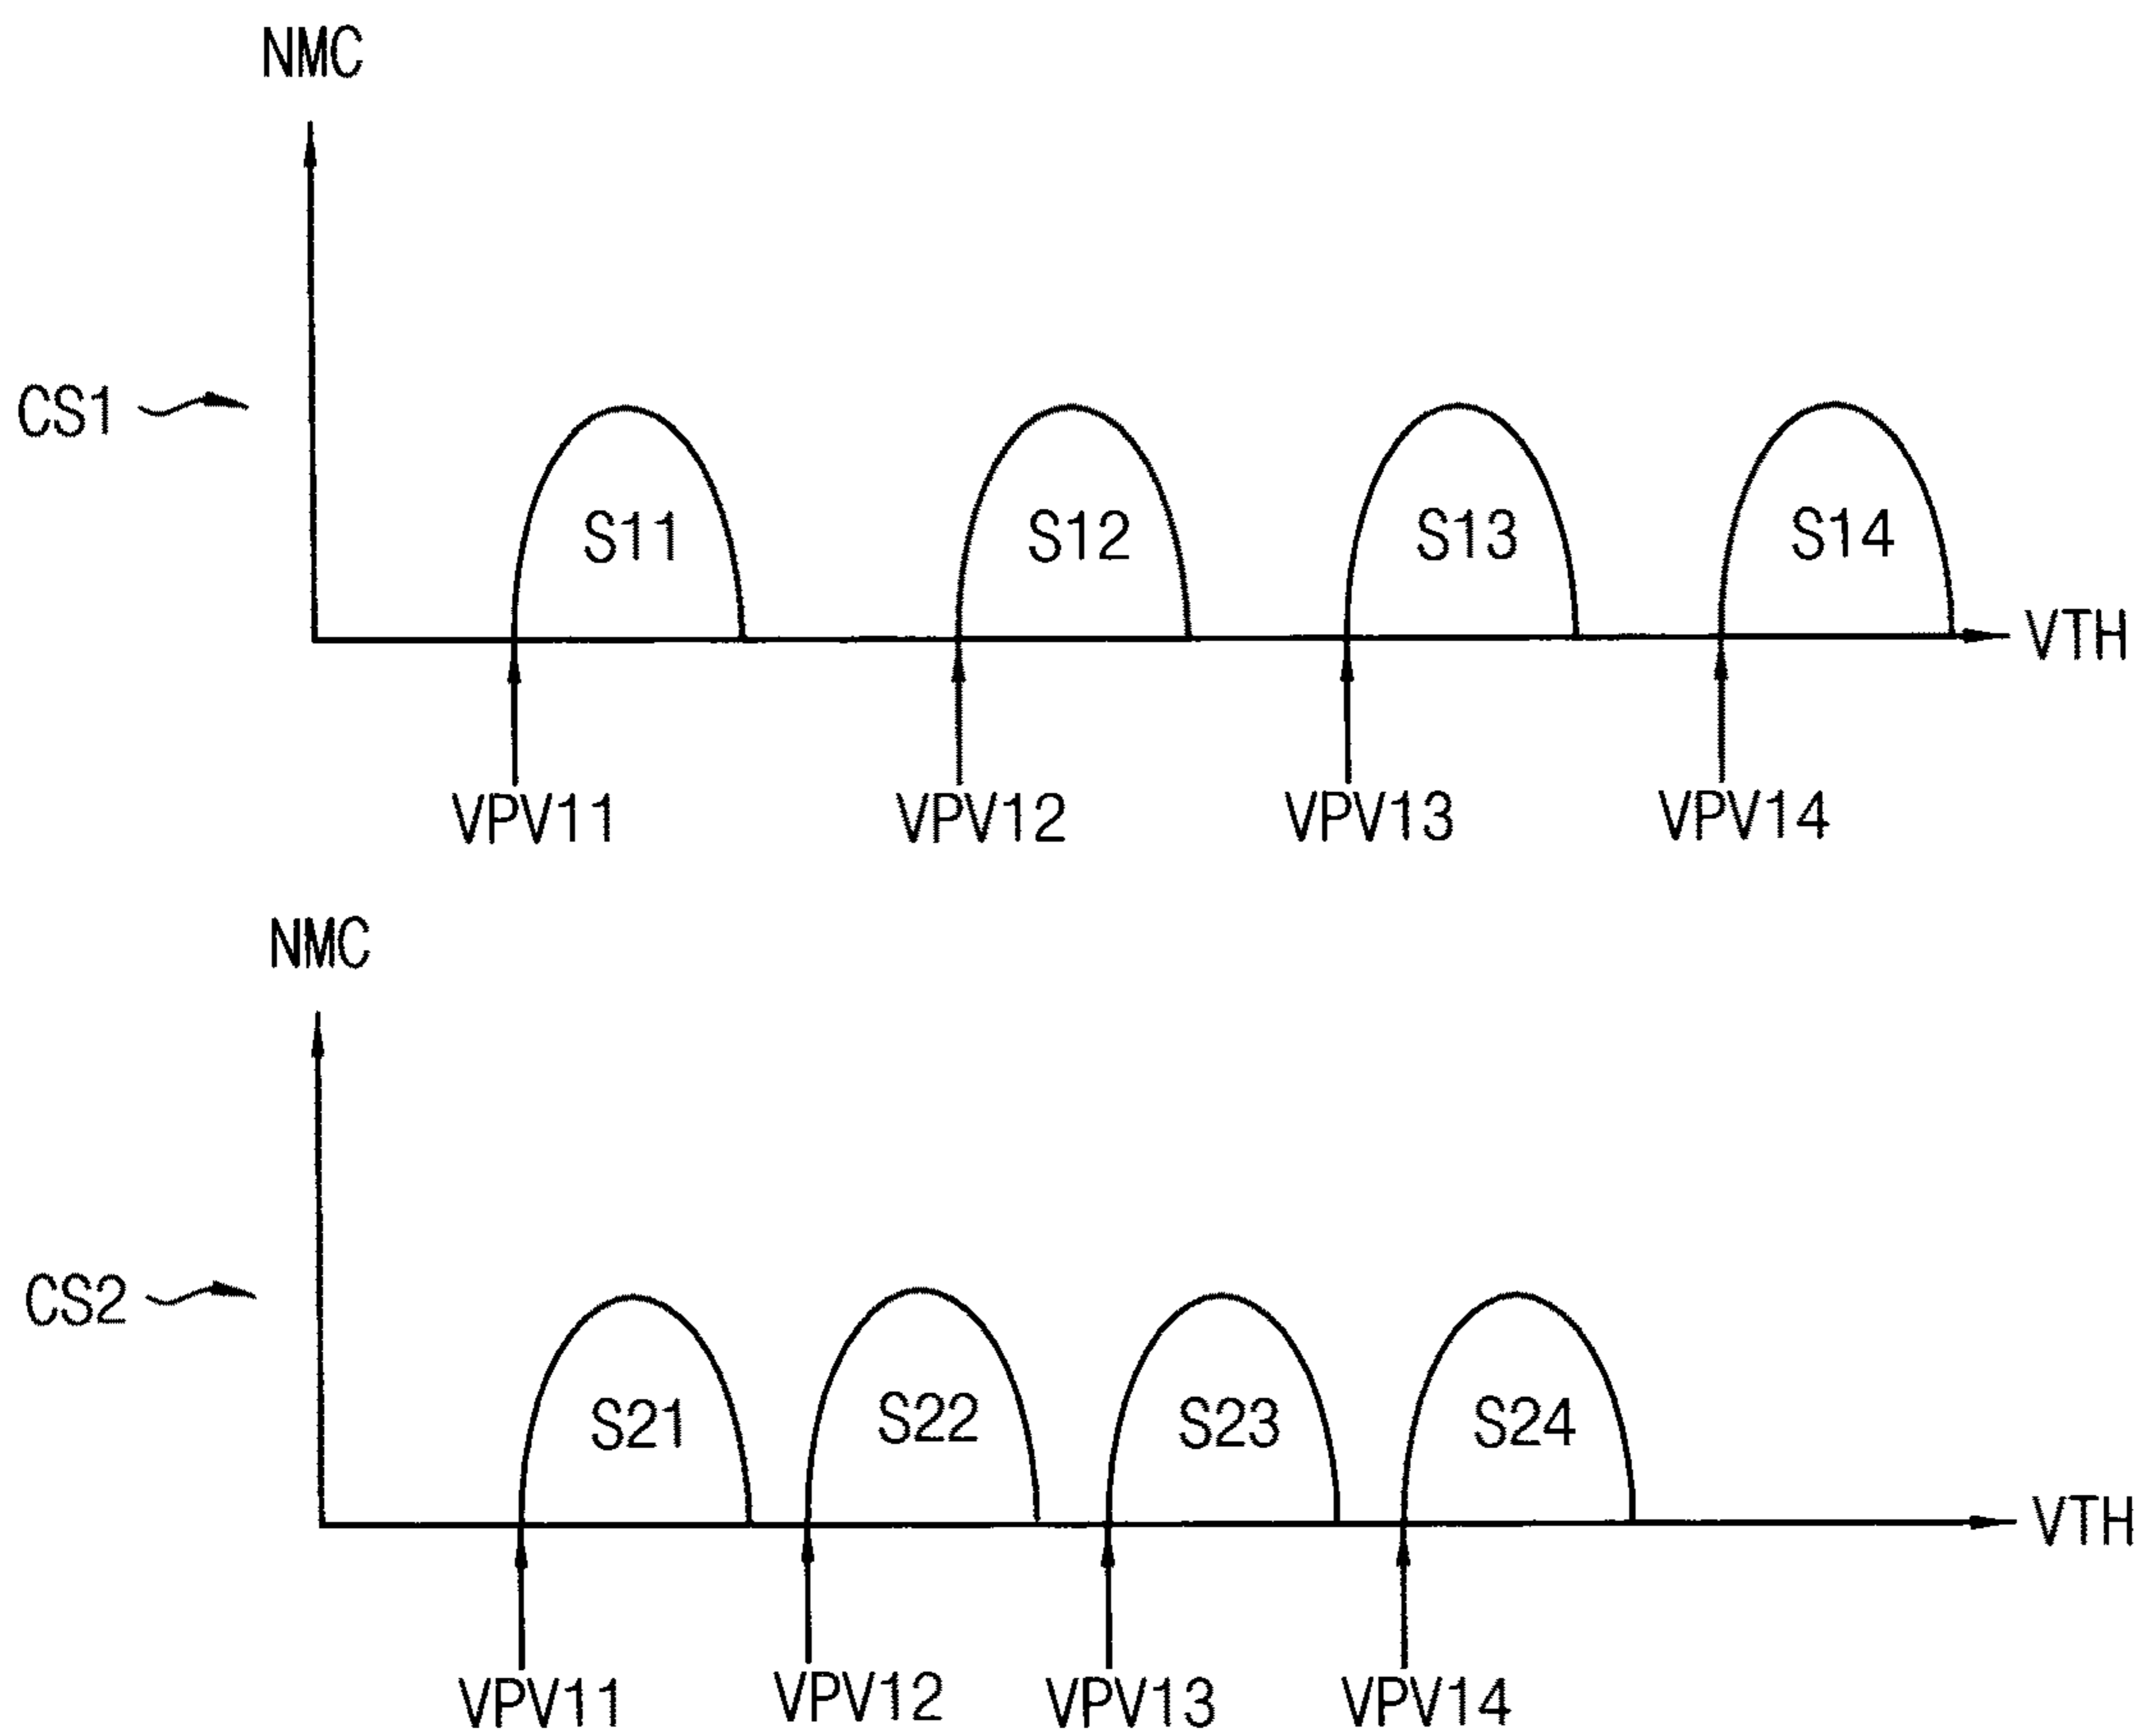 NMC
CS1
S11 S12 S13 S14
VTH
VPV11 VPV12 VPV13 VPV14
NMC
CS2
S21 S22 S23 S24
VTH
VPV11 VPV12 VPV13 VPV14